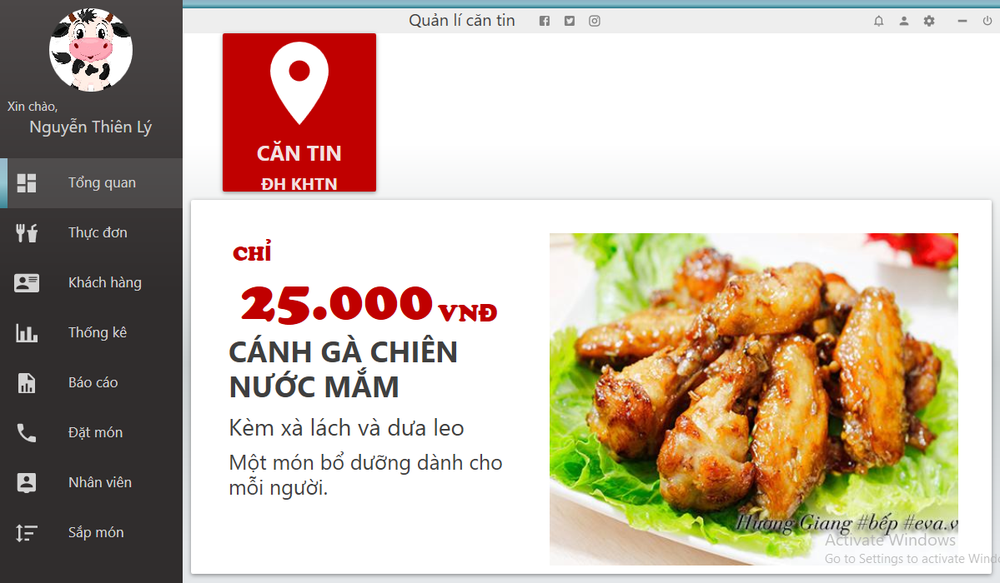 Quản lí căn tin
Xin chào,
Nguyễn Thiên Lý
Tổng quan
Thực đơn
Khách hàng
Thống kê
Báo cáo
Đặt món
Nhân viên
Sắp món
CĂN TIN
ĐH KHTN
CHỈ
25.000 VNĐ
CÁNH GÀ CHIÊN
NƯỚC MẮM
Kèm xà lách và dưa leo
Một món bổ dưỡng dành cho
mỗi người.
Hương Giang #bếp #eva.v
Activate Windows
Go to Settings to activate Wind